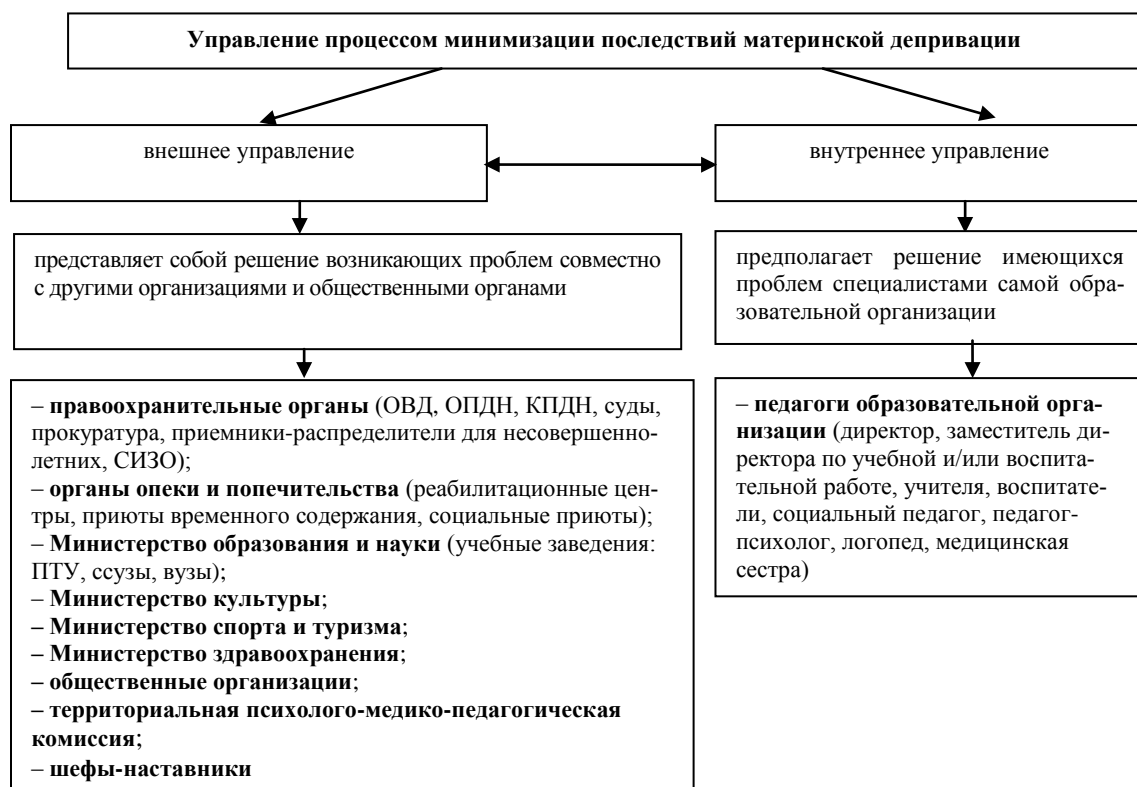 Управление процессом минимизации последствий материнской депривации
внешнее управление
внутреннее управление
представляет собой решение возникающих проблем совместно
с другими организациями и общественными органами
предполагает решение имеющихся
проблем специалистами самой обра-
зовательной организации
– правоохранительные органы (ОВД, ОПДН, КПДН, суды,
прокуратура, приемники-распределители для несовершенно-
летних, СИЗО);
– органы опеки и попечительства (реабилитационные цен-
тры, приюты временного содержания, социальные приюты);
– Министерство образования и науки (учебные заведения:
ПТУ, ссузы, вузы);
– Министерство культуры;
– Министерство спорта и туризма;
– Министерство здравоохранения;
– общественные организации;
– территориальная психолого-медико-педагогическая
комиссия;
– шефы-наставники
– педагоги образовательной орга-
низации (директор, заместитель ди-
ректора по учебной и/или воспита-
тельной работе, учителя, воспитате-
ли, социальный педагог, педагог-
психолог, логопед, медицинская
сестра)